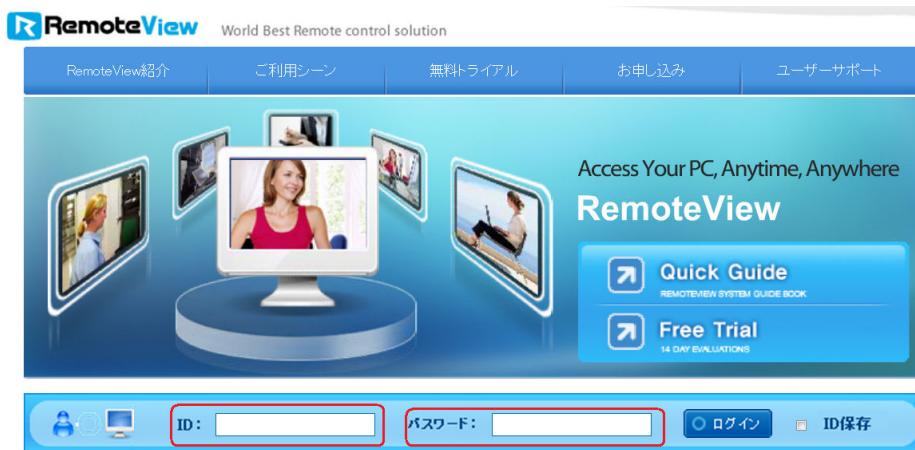 RemoteView
World Best Remote control solution
RemoteView紹介 ご利用シーン 無料トライアル お申し込み ユーザーサポート
Access Your PC, Anytime, Anywhere
RemoteView
Quick Guide
REMOTEVIEW SYSTEM GUIDE BOOK
Free Trial
14 DAY EVALUATIONS
ID: パスワード: ログイン ID保存